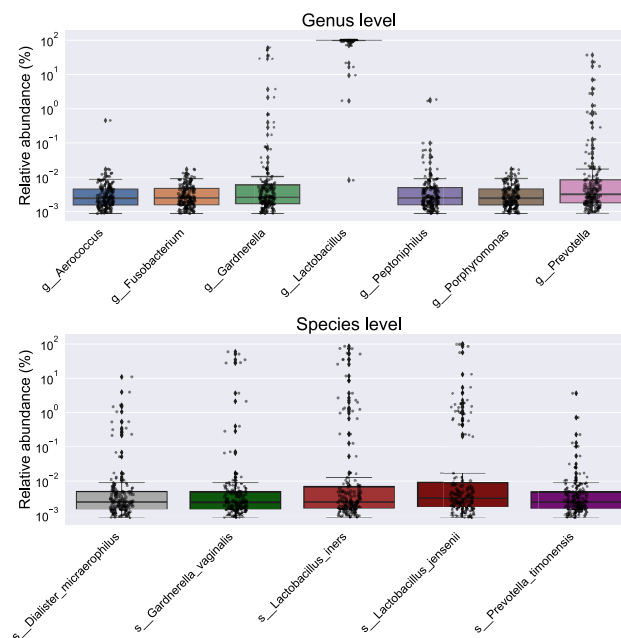 Genus level
Relative abundance (%)
10²
10¹
10⁰
10⁻¹
10⁻²
10⁻³
g__Aerococcus
g__Fusobacterium
g__Gardnerella
g__Lactobacillus
g__Peptoniphilus
g__Porphyromonas
g__Prevotella
Species level
Relative abundance (%)
10²
10¹
10⁰
10⁻¹
10⁻²
10⁻³
s__Dialister_micraerophilus
s__Gardnerella_vaginalis
s__Lactobacillus_iners
s__Lactobacillus_jensenii
s__Prevotella_timonensis